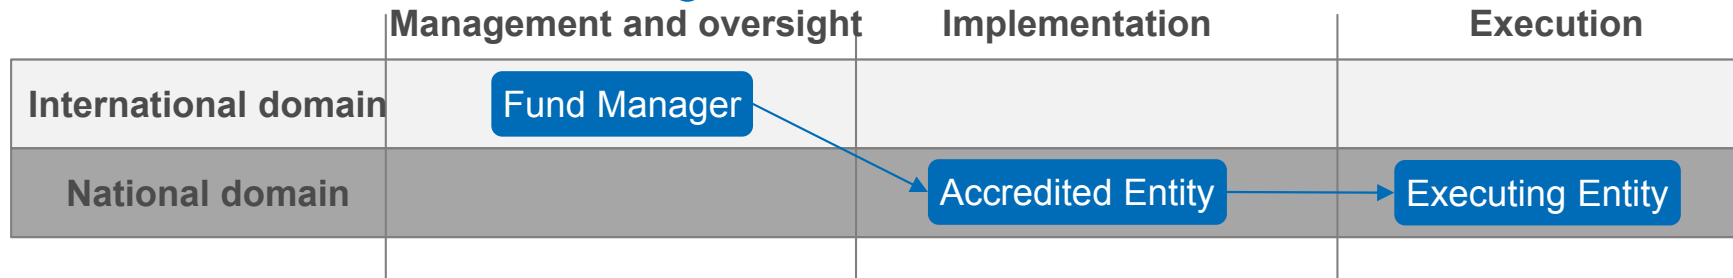 Management and oversight
Implementation
Execution
International domain
Fund Manager
National domain
Accredited Entity
Executing Entity